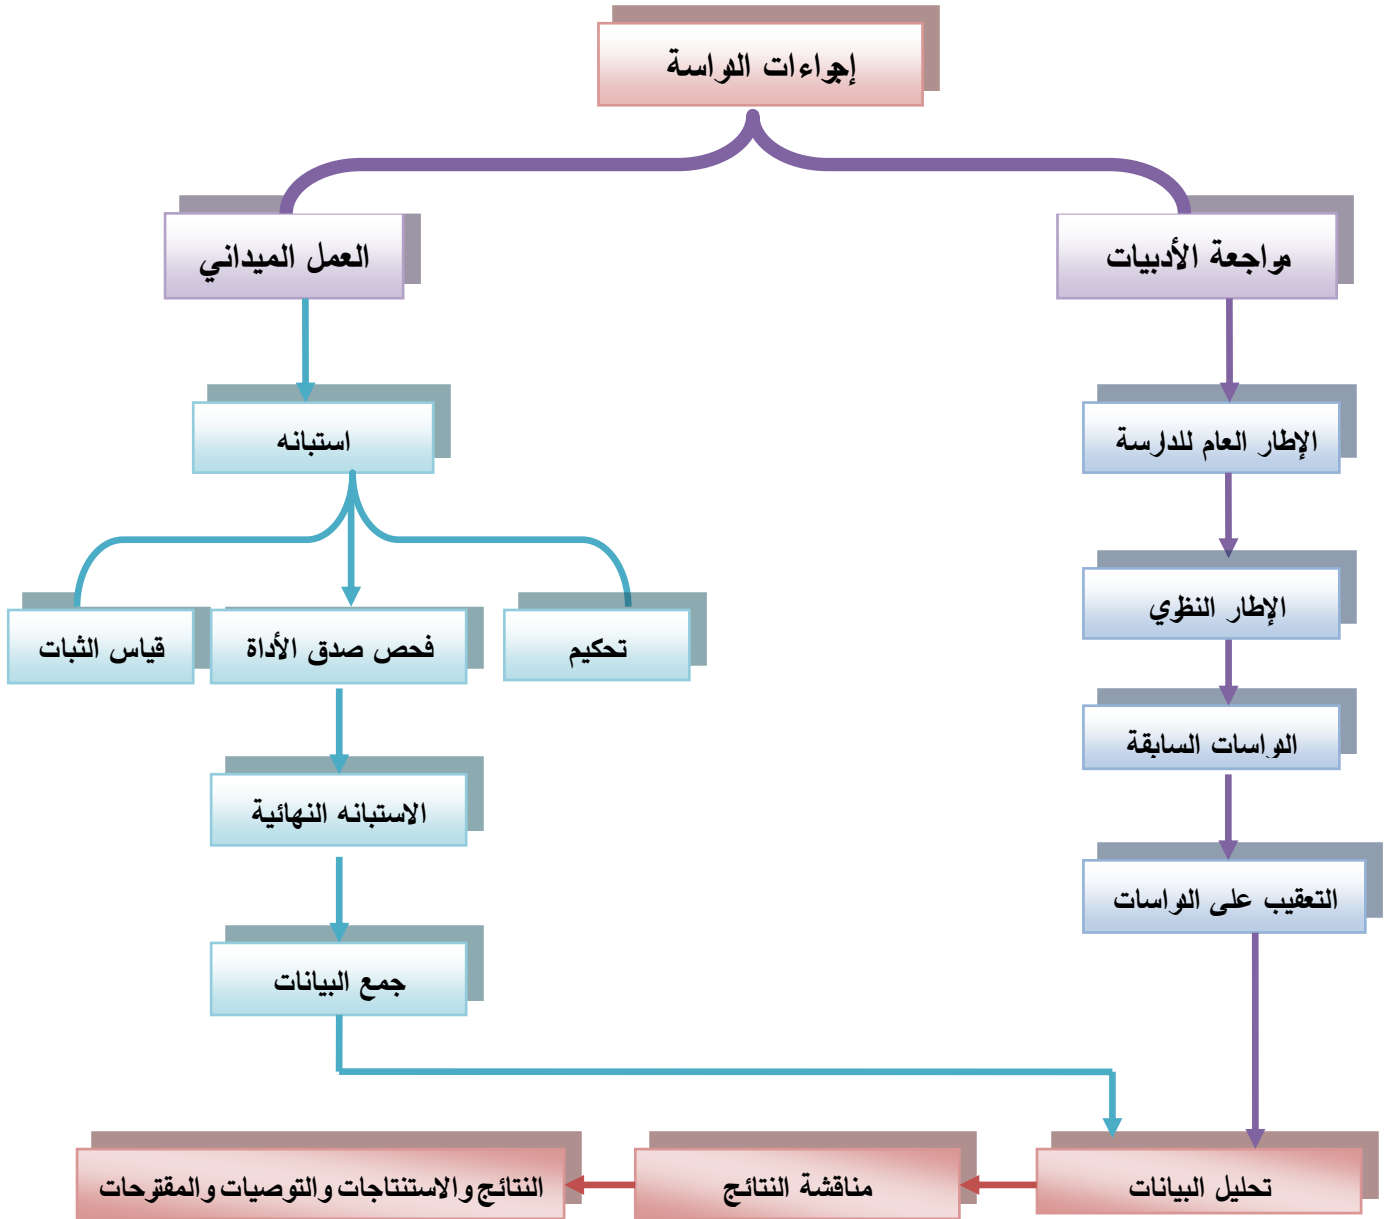 إجراءات الدراسة
مراجعة الأدبيات
العمل الميداني
الإطار العام للدارسة
استبانه
الإطار النظري
تحكيم
فحص صدق الأداة
قياس الثبات
الدراسات السابقة
الاستبانه النهائية
التعقيب على الدراسات
جمع البيانات
تحليل البيانات
مناقشة النتائج
النتائج والاستنتاجات والتوصيات والمقترحات